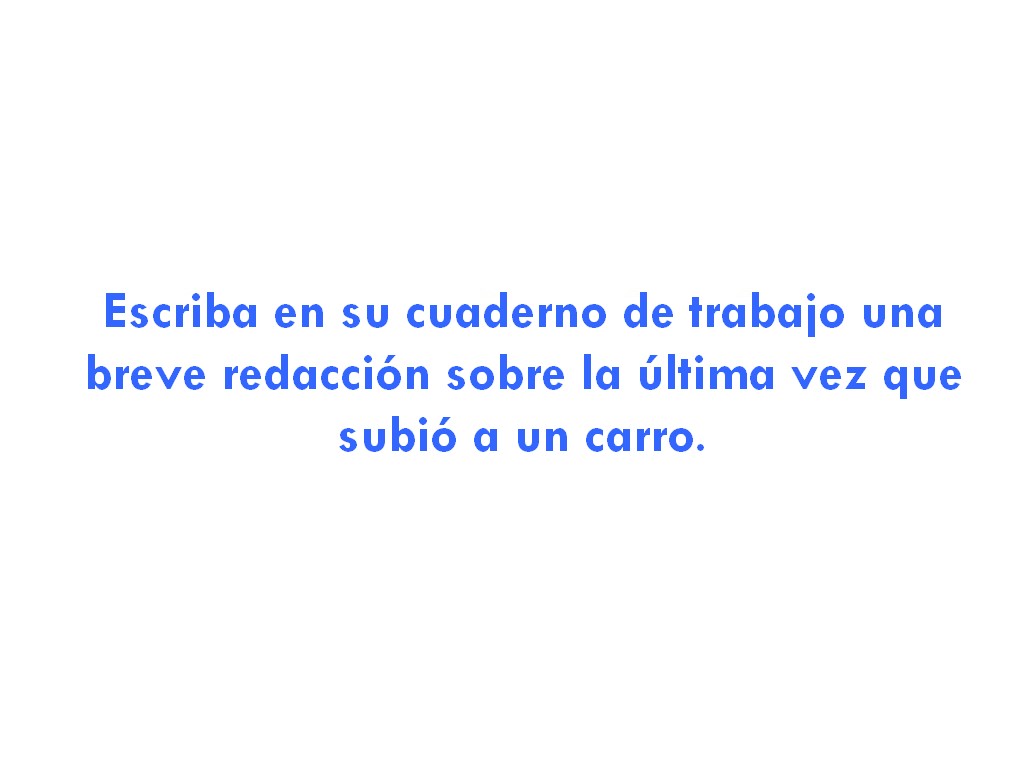 Escriba en su cuaderno de trabajo una
breve redacción sobre la última vez que
subió a un carro.